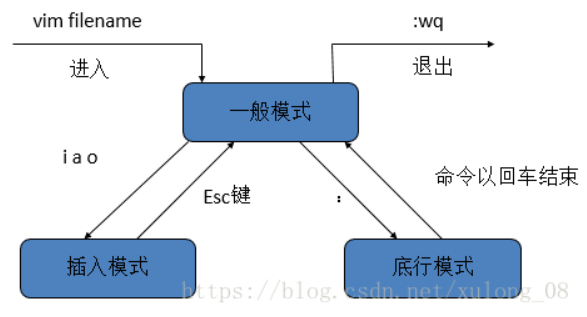 vim filename
:wq
进入
退出
一般模式
i a o
Esc键
：
命令以回车结束
插入模式
底行模式
https://blog.csdn.net/xulong_08